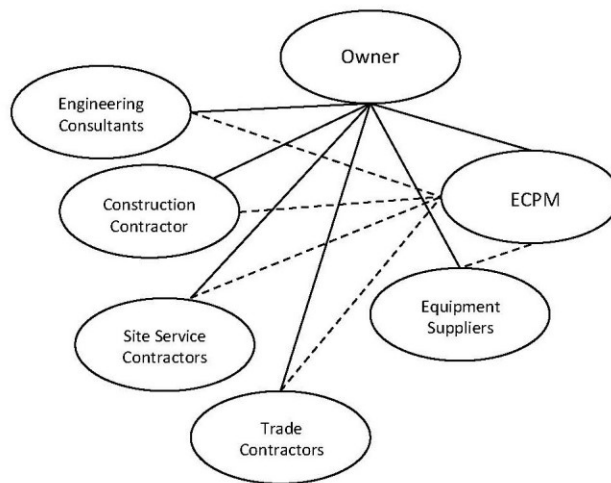 Owner
Engineering
Consultants
Construction
Contractor
ECPM
Equipment
Suppliers
Site Service
Contractors
Trade
Contractors